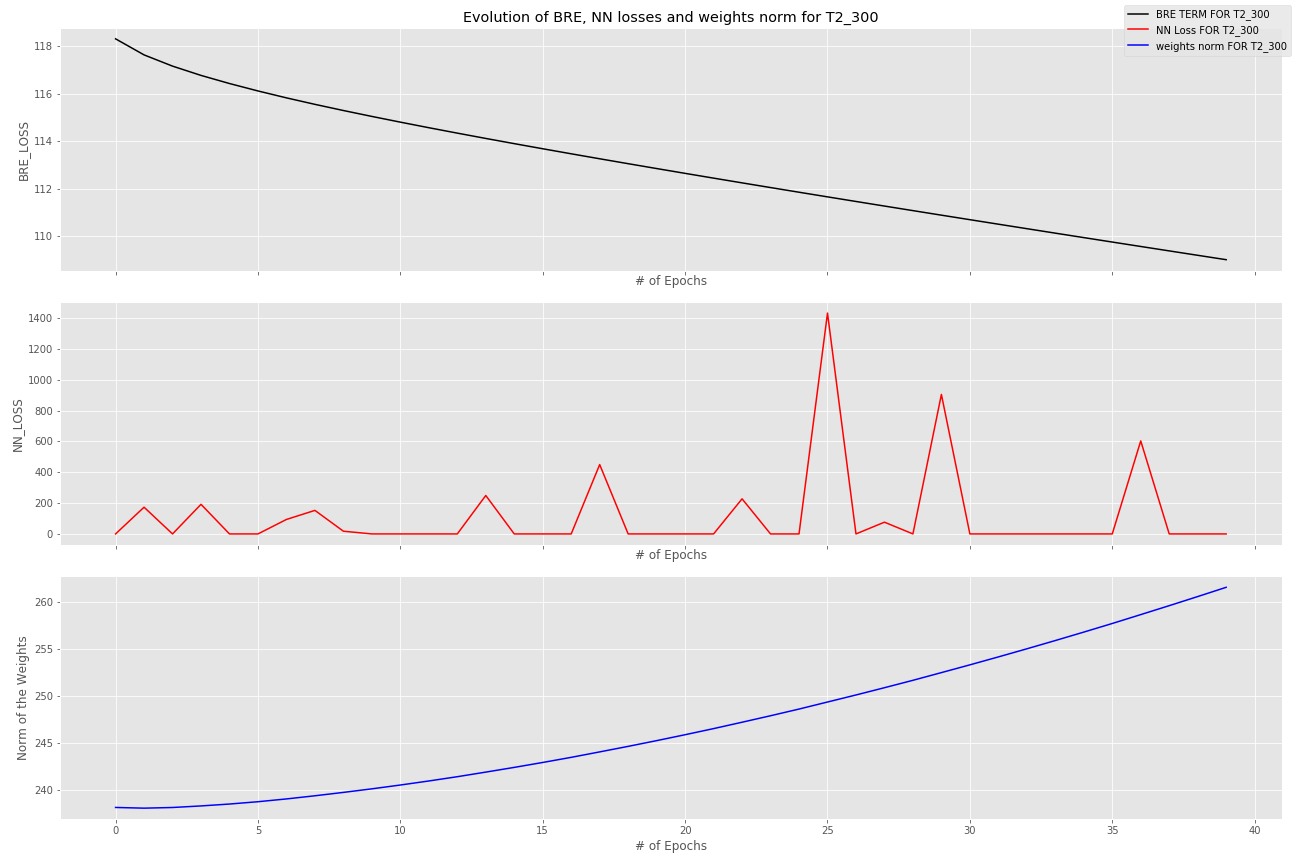 Evolution of BRE, NN losses and weights norm for T2_300
BRE TERM FOR T2_300
NN Loss FOR T2_300
weights norm FOR T2_300
118
116
114
112
110
BRE_LOSS
# of Epochs
1400
1200
1000
800
600
400
200
0
NN_LOSS
# of Epochs
260
255
250
245
240
Norm of the Weights
0 5 10 15 20 25 30 35 40
# of Epochs